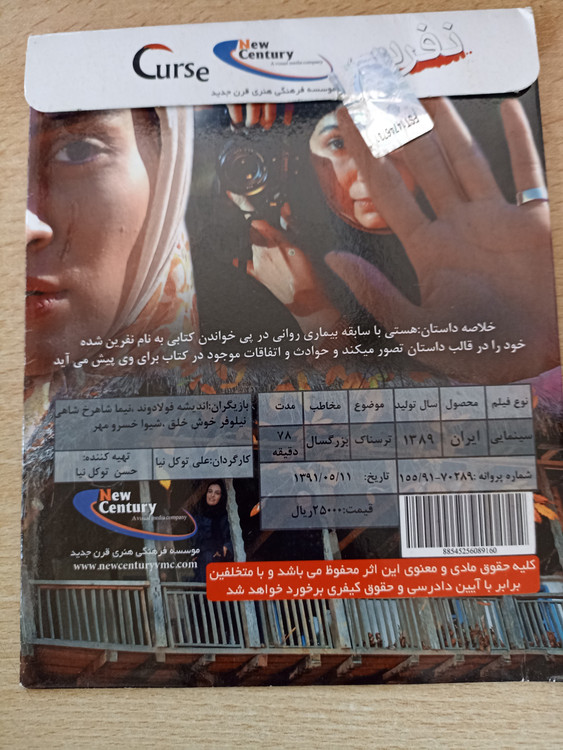 Curse
New Century
A visual media company
نفرین
موسسه فرهنگی هنری قرن جدید
خلاصه داستان:هستی با سابقه بیماری روانی در پی خواندن کتابی به نام نفرین شده
خود را در قالب داستان تصور میکند و حوادث و اتفاقات موجود در کتاب برای وی پیش می آید
بازیگران:اندیشه فولادوند،نیما شاهرخ شاهی
نیلوفر خوش خلق ،شیوا خسرو مهر
کارگردان:علی توکل نیا
تهیه کننده:
حسن توکل نیا
نوع فیلم محصول سال تولید موضوع مخاطب مدت
سینمایی ایران ۱۳۸۹ ترسناک بزرگسال ۷۸ دقیقه
شماره پروانه :۷۰۲۸۹-۱۵۵/۹۱ تاریخ: ۱۳۹۱/۰۵/۱۱
قیمت:۲۵۰۰۰ریال
New Century
A visual media company
موسسه فرهنگی هنری قرن جدید
www.newcenturyvmc.com
88545256089160
کلیه حقوق مادی و معنوی این اثر محفوظ می باشد و با متخلفین
برابر با آیین دادرسی و حقوق کیفری برخورد خواهد شد